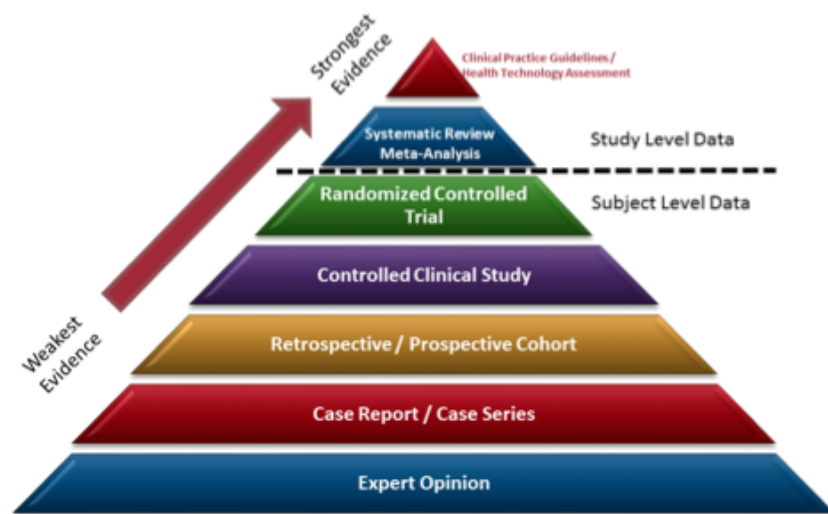 Strongest
Evidence
Clinical Practice Guidelines /
Health Technology Assessment
Systematic Review
Meta-Analysis
Study Level Data
Randomized Controlled
Trial
Subject Level Data
Controlled Clinical Study
Weakest
Evidence
Retrospective / Prospective Cohort
Case Report / Case Series
Expert Opinion